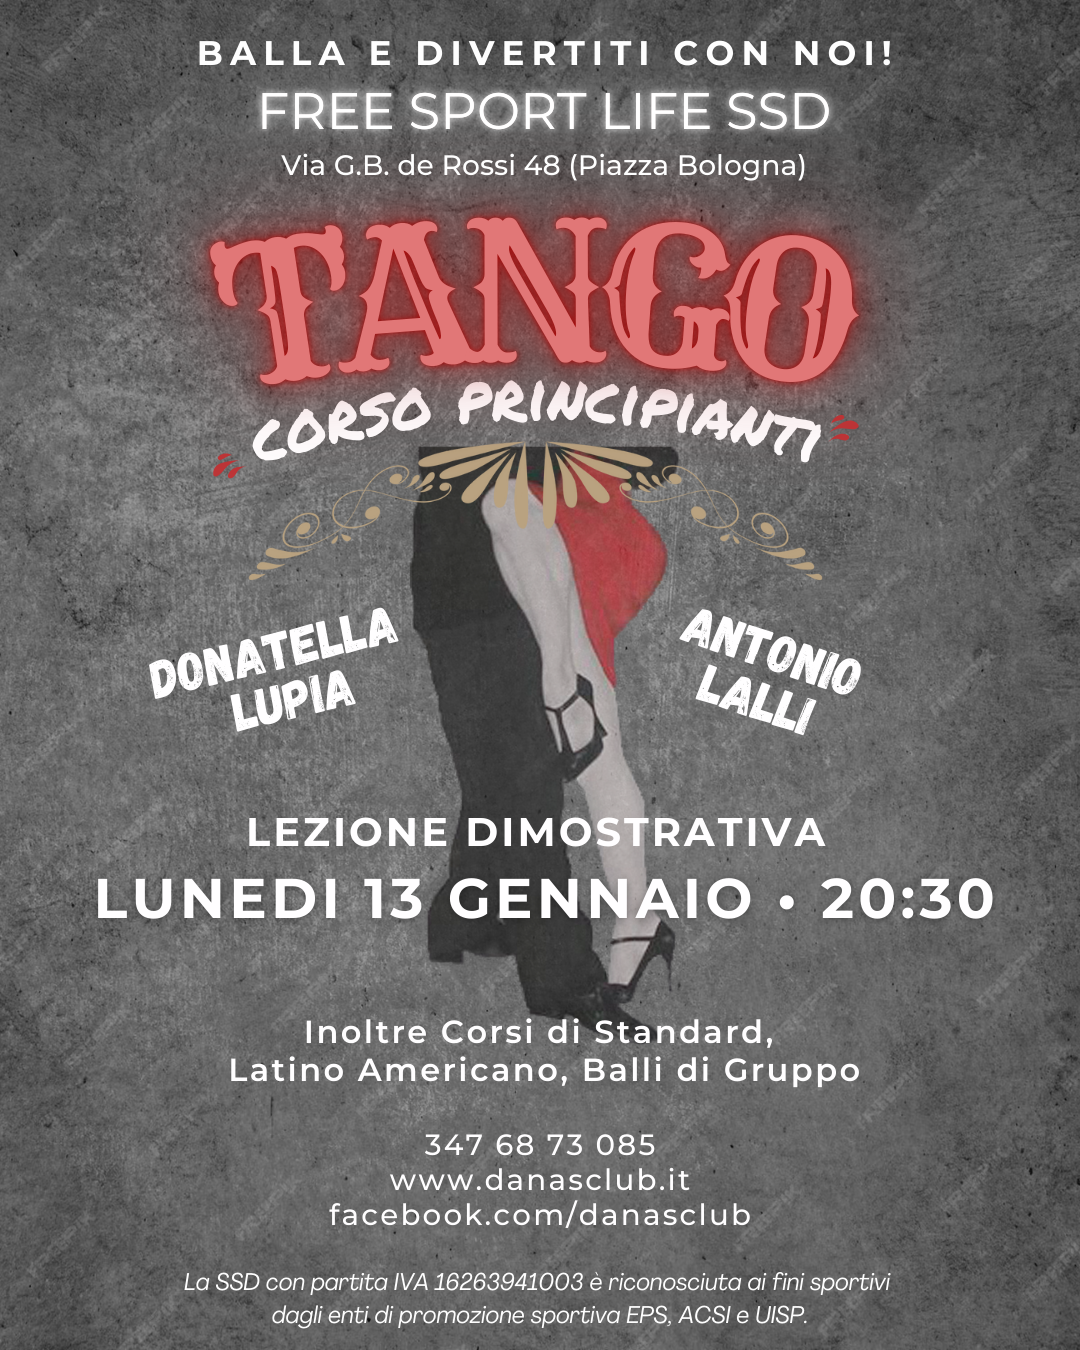 BALLA E DIVERTITI CON NOI!
FREE SPORT LIFE SSD
Via G.B. de Rossi 48 (Piazza Bologna)
TANGO
CORSO PRINCIPIANTI
DONATELLA
LUPIA
ANTONIO
LALLI
LEZIONE DIMOSTRATIVA
LUNEDI 13 GENNAIO • 20:30
Inoltre Corsi di Standard,
Latino Americano, Balli di Gruppo
347 68 73 085
www.danasclub.it
facebook.com/danasclub
La SSD con partita IVA 16263941003 è riconosciuta ai fini sportivi
dagli enti di promozione sportiva EPS, ACSI e UISP.